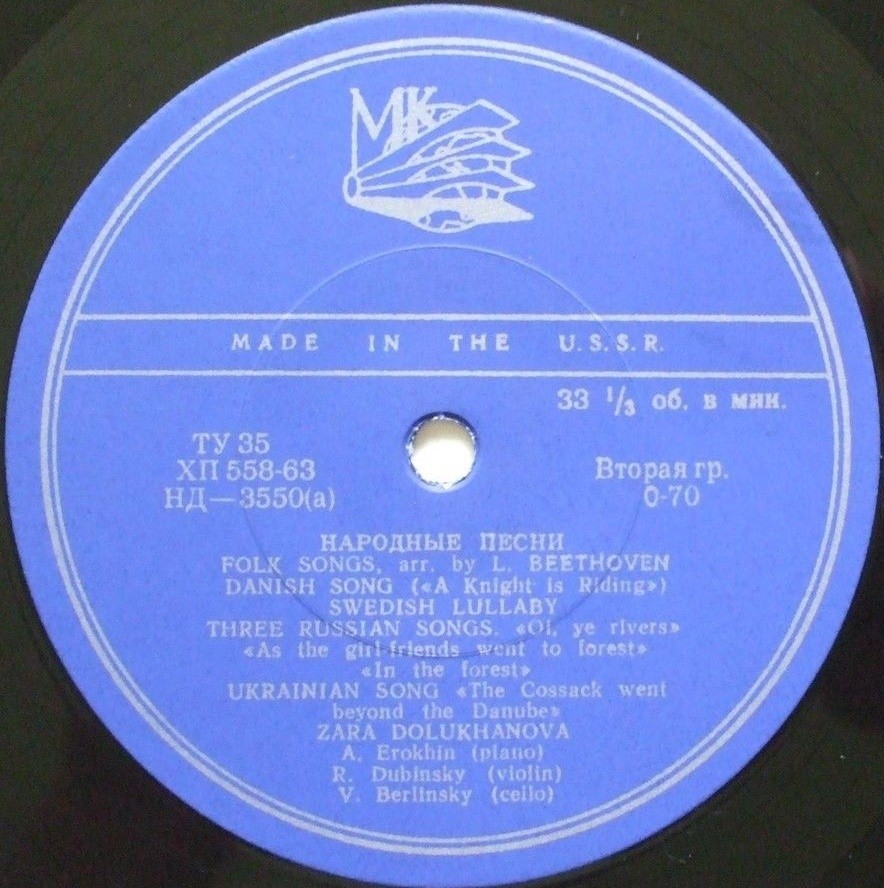 МК
MADE IN THE U.S.S.R.
33 1/3 об. в мин.
ТУ 35
ХП 558-63
НД—3550(а)
Вторая гр.
0-70
НАРОДНЫЕ ПЕСНИ
FOLK SONGS, arr. by L. BEETHOVEN
DANISH SONG («A Knight is Riding»)
SWEDISH LULLABY
THREE RUSSIAN SONGS. «Oi, ye rivers»
«As the girl-friends went to forest»
«In the forest»
UKRAINIAN SONG «The Cossack went
beyond the Danube»
ZARA DOLUKHANOVA
A. Erokhin (piano)
R. Dubinsky (violin)
V. Berlinsky (cello)